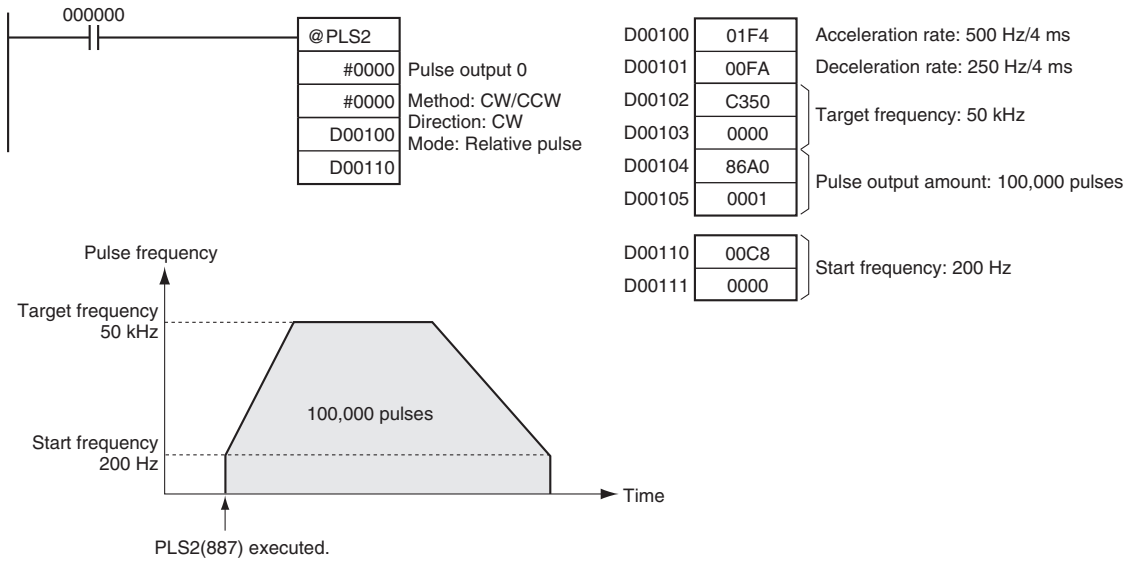 000000
@PLS2
#0000 Pulse output 0
#0000 Method: CW/CCW
Direction: CW
D00100 Mode: Relative pulse
D00110
D00100 01F4 Acceleration rate: 500 Hz/4 ms
D00101 00FA Deceleration rate: 250 Hz/4 ms
D00102 C350
Target frequency: 50 kHz
D00103 0000
D00104 86A0
Pulse output amount: 100,000 pulses
D00105 0001
D00110 00C8
Start frequency: 200 Hz
D00111 0000
Pulse frequency
Target frequency
50 kHz
100,000 pulses
Start frequency
200 Hz
Time
PLS2(887) executed.